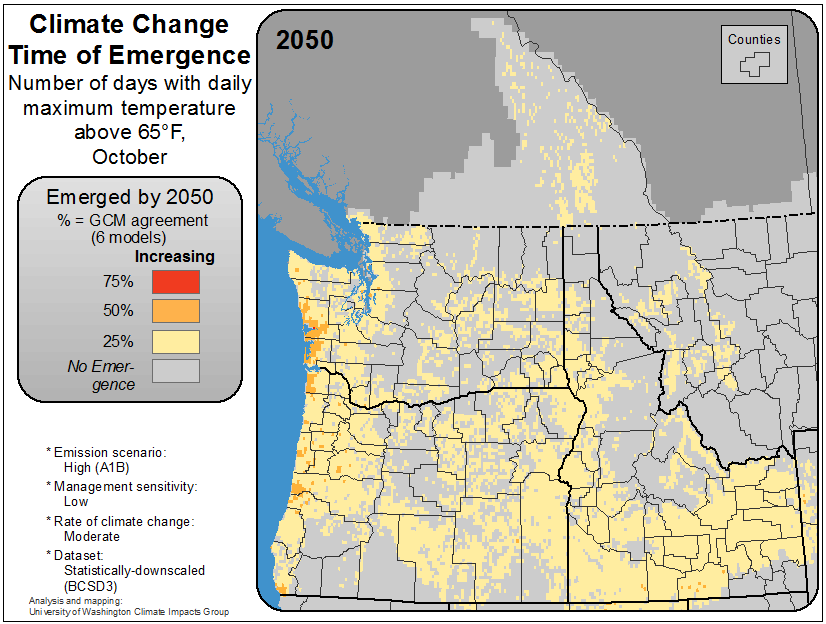 Climate Change
Time of Emergence
Number of days with daily
maximum temperature
above 65°F,
October
Emerged by 2050
% = GCM agreement
(6 models)
Increasing
75%
50%
25%
No Emer-
gence
* Emission scenario:
High (A1B)
* Management sensitivity:
Low
* Rate of climate change:
Moderate
* Dataset:
Statistically-downscaled
(BCSD3)
Analysis and mapping:
University of Washington Climate Impacts Group
2050
Counties